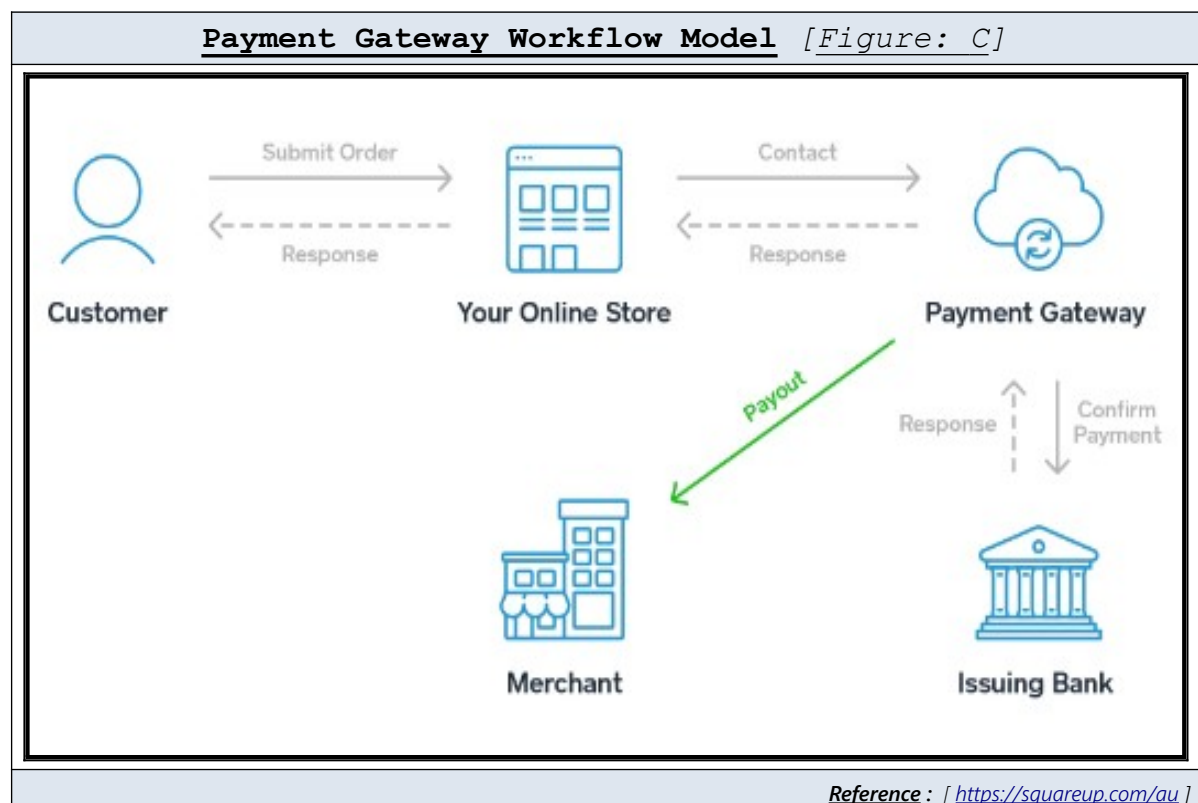 Payment Gateway Workflow Model [Figure: C]
Submit Order
Contact
Response
Response
Customer
Your Online Store
Payment Gateway
Payout
Response
Confirm
Payment
Merchant
Issuing Bank
Reference : [ https://squareup.com/au ]